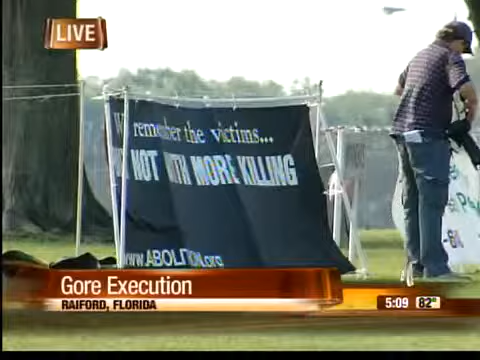 LIVE
We remember the victims...
BUT NOT WITH MORE KILLING
www.ABOLITION.org
Gore Execution
RAIFORD, FLORIDA
5:09 82°